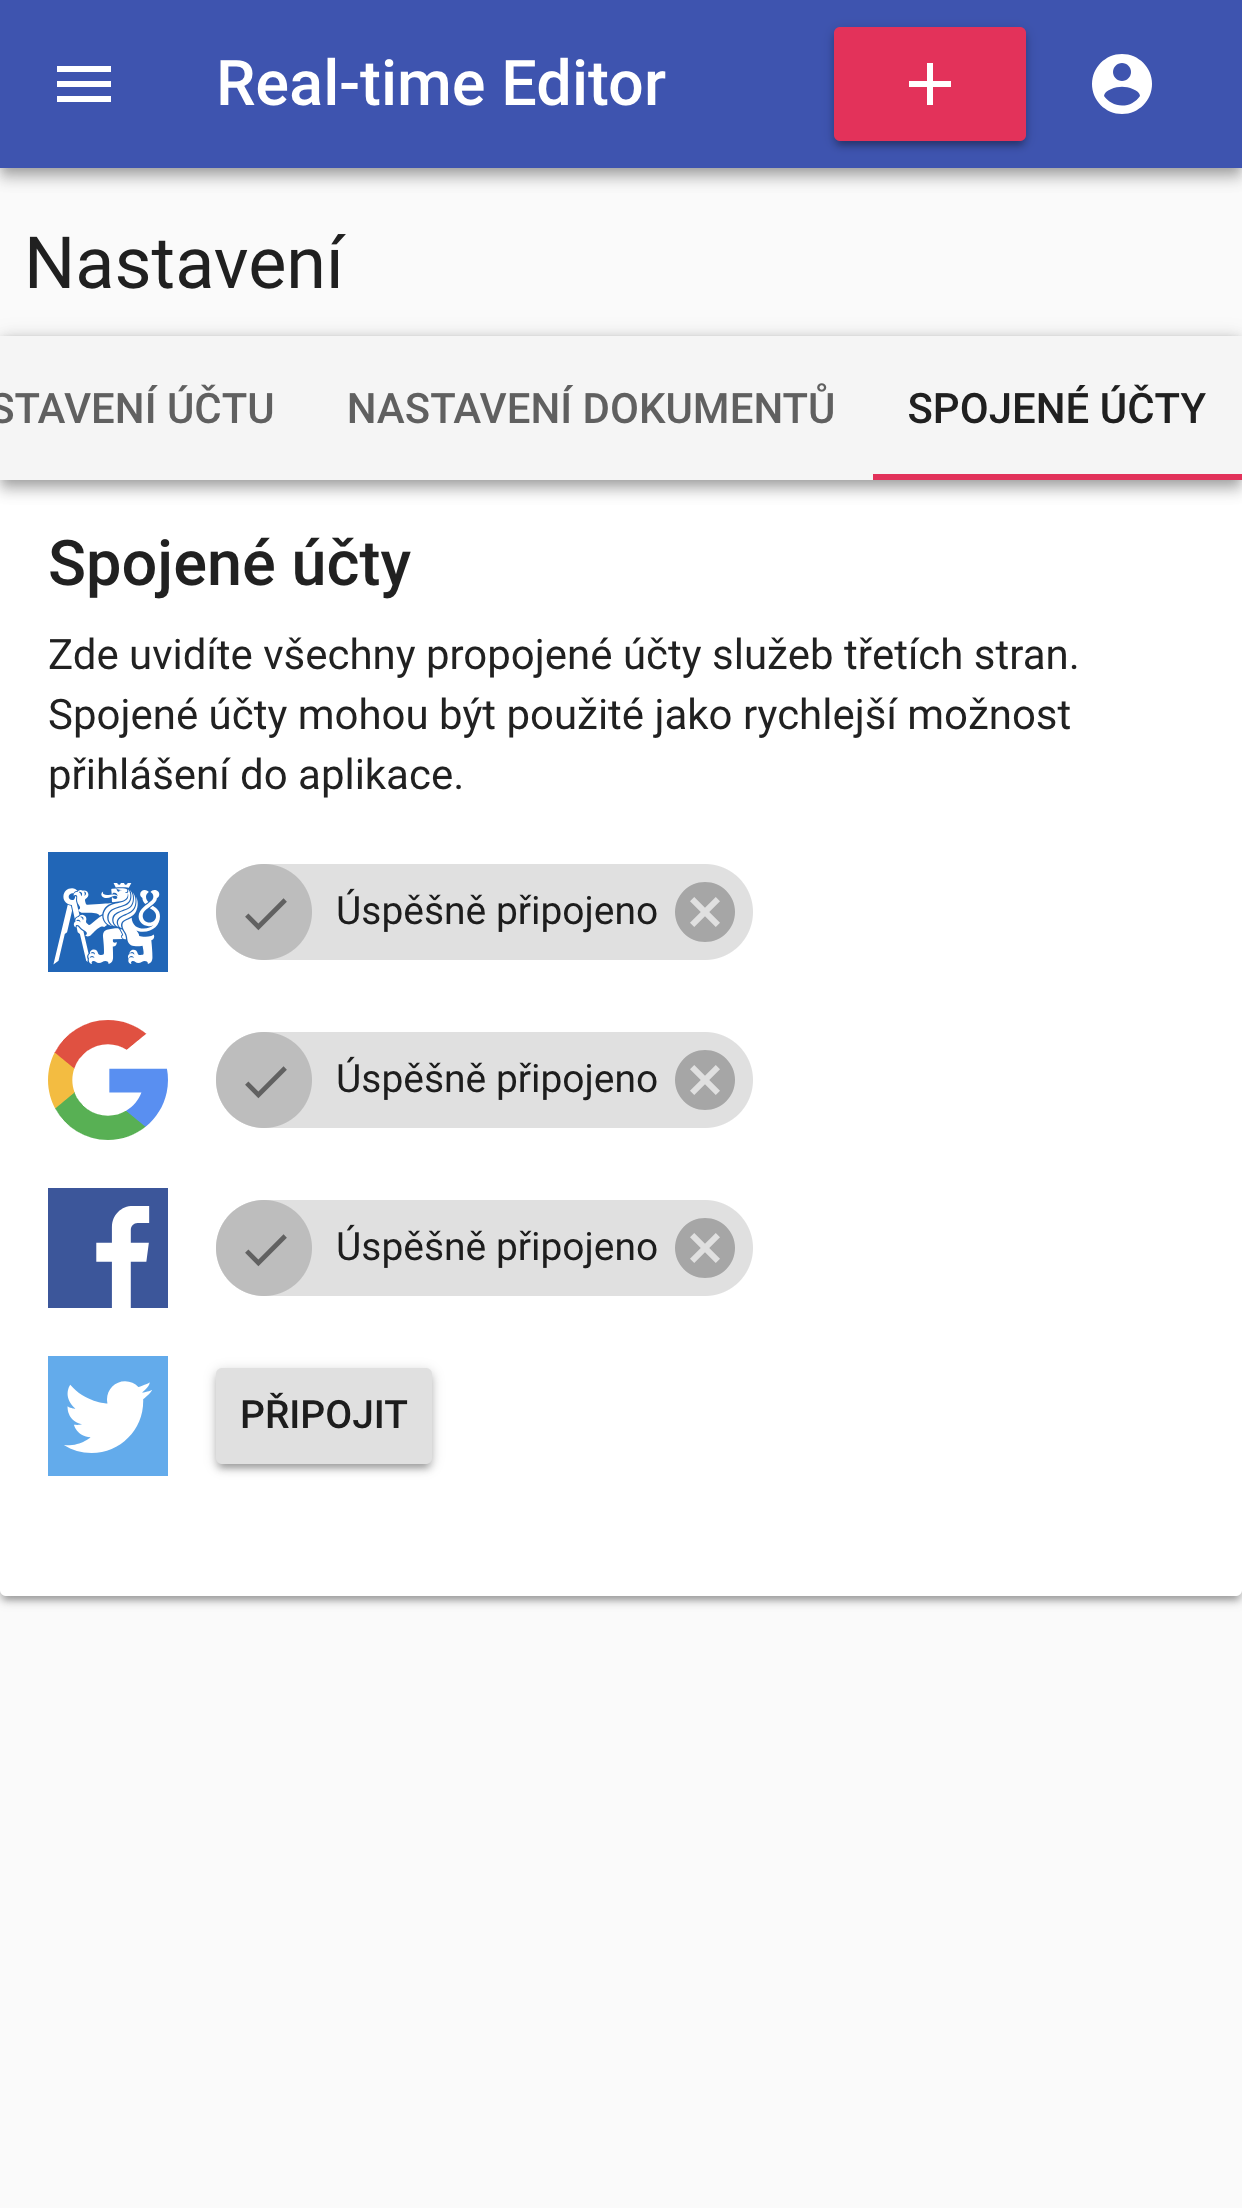 Real-time Editor
Nastavení
STAVENÍ ÚČTU NASTAVENÍ DOKUMENTŮ SPOJENÉ ÚČTY
Spojené účty
Zde uvidíte všechny propojené účty služeb třetích stran.
Spojené účty mohou být použité jako rychlejší možnost
přihlášení do aplikace.
Úspěšně připojeno
Úspěšně připojeno
Úspěšně připojeno
PŘIPOJIT